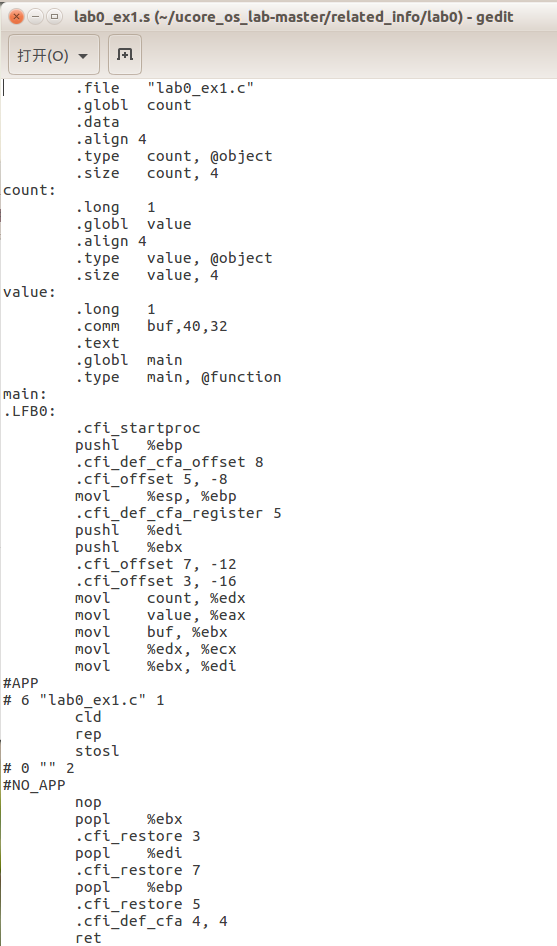 lab0_ex1.s (~/ucore_os_lab-master/related_info/lab0) - gedit
打开(O)
.file "lab0_ex1.c"
.globl count
.data
.align 4
.type count, @object
.size count, 4
count:
.long 1
.globl value
.align 4
.type value, @object
.size value, 4
value:
.long 1
.comm buf,40,32
.text
.globl main
.type main, @function
main:
.LFB0:
.cfi_startproc
pushl %ebp
.cfi_def_cfa_offset 8
.cfi_offset 5, -8
movl %esp, %ebp
.cfi_def_cfa_register 5
pushl %edi
pushl %ebx
.cfi_offset 7, -12
.cfi_offset 3, -16
movl count, %edx
movl value, %eax
movl buf, %ebx
movl %edx, %ecx
movl %ebx, %edi
#APP
# 6 "lab0_ex1.c" 1
cld
rep
stosl
# 0 "" 2
#NO_APP
nop
popl %ebx
.cfi_restore 3
popl %edi
.cfi_restore 7
popl %ebp
.cfi_restore 5
.cfi_def_cfa 4, 4
ret